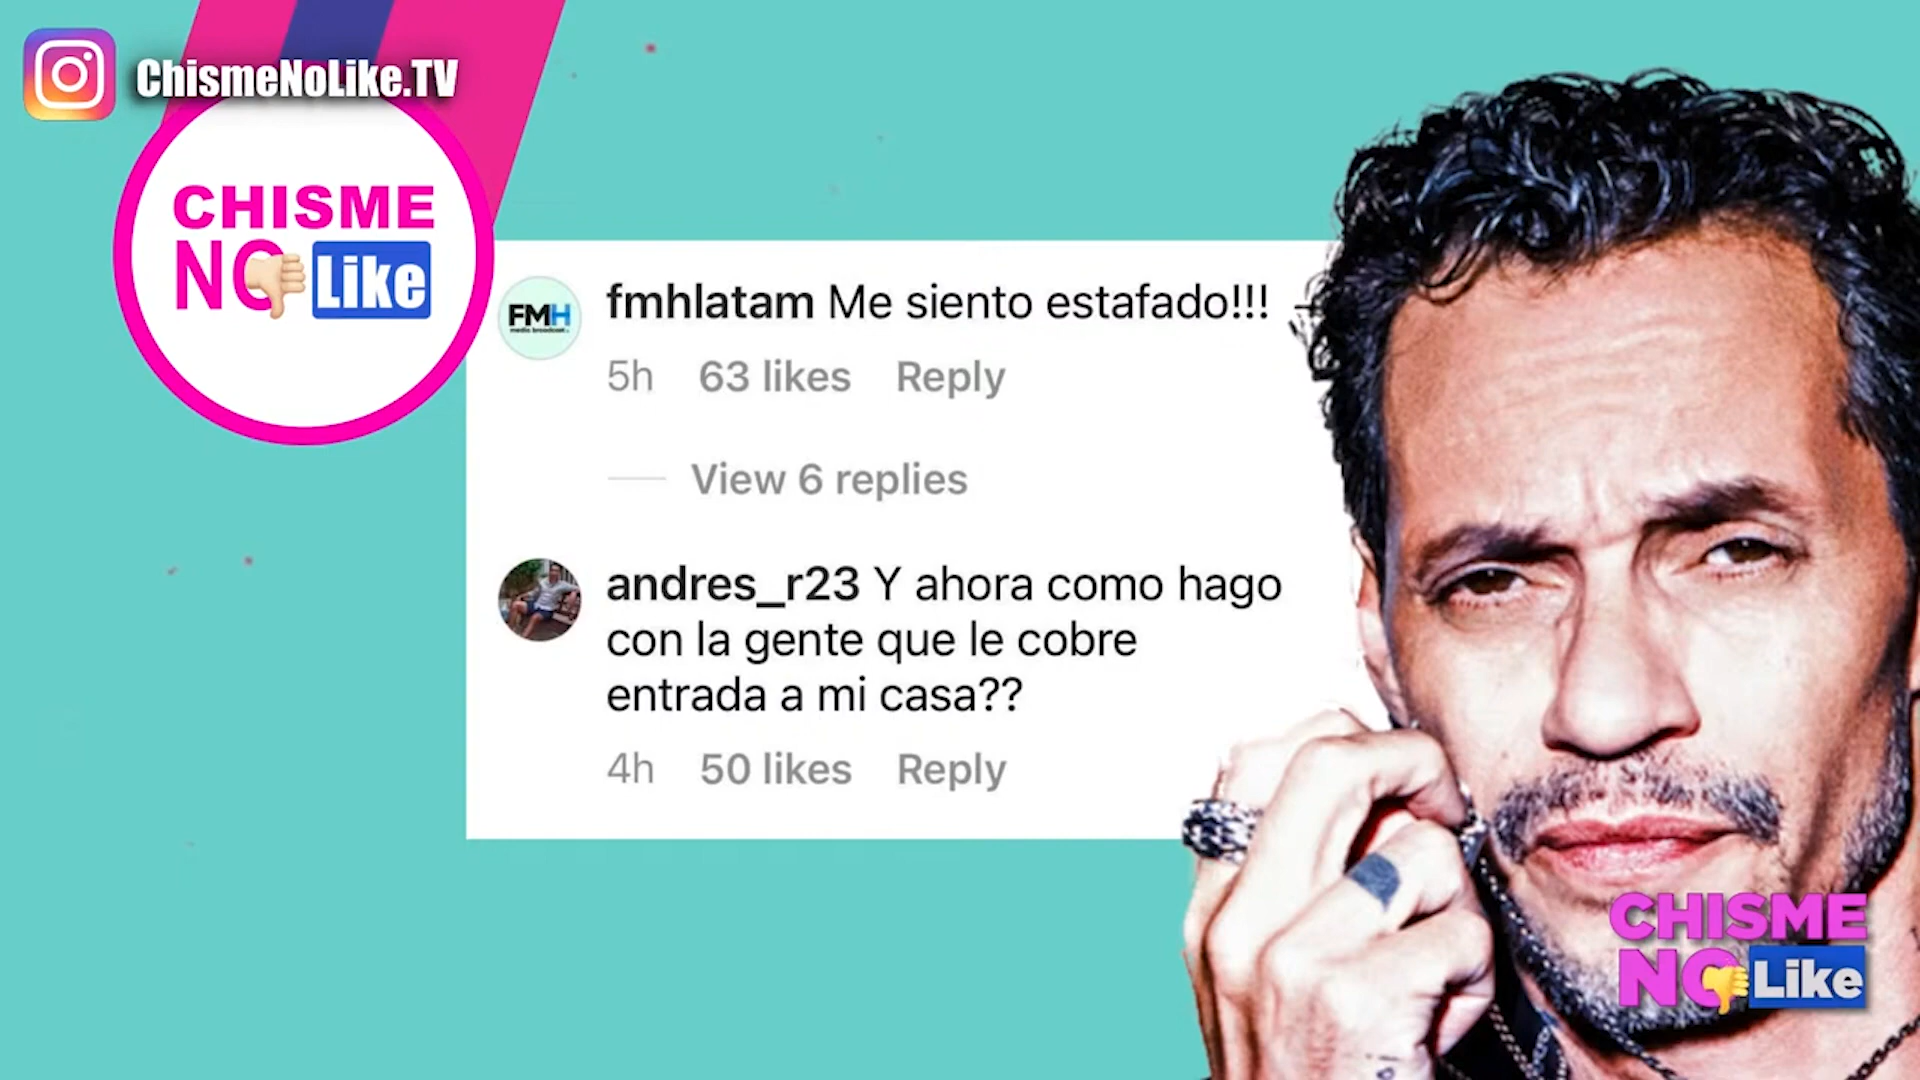 ChismeNoLike.TV
CHISME
NO Like
FMH
fmhlatam Me siento estafado!!!
5h 63 likes Reply
View 6 replies
andres_r23 Y ahora como hago
con la gente que le cobre
entrada a mi casa??
4h 50 likes Reply
CHISME
NO Like